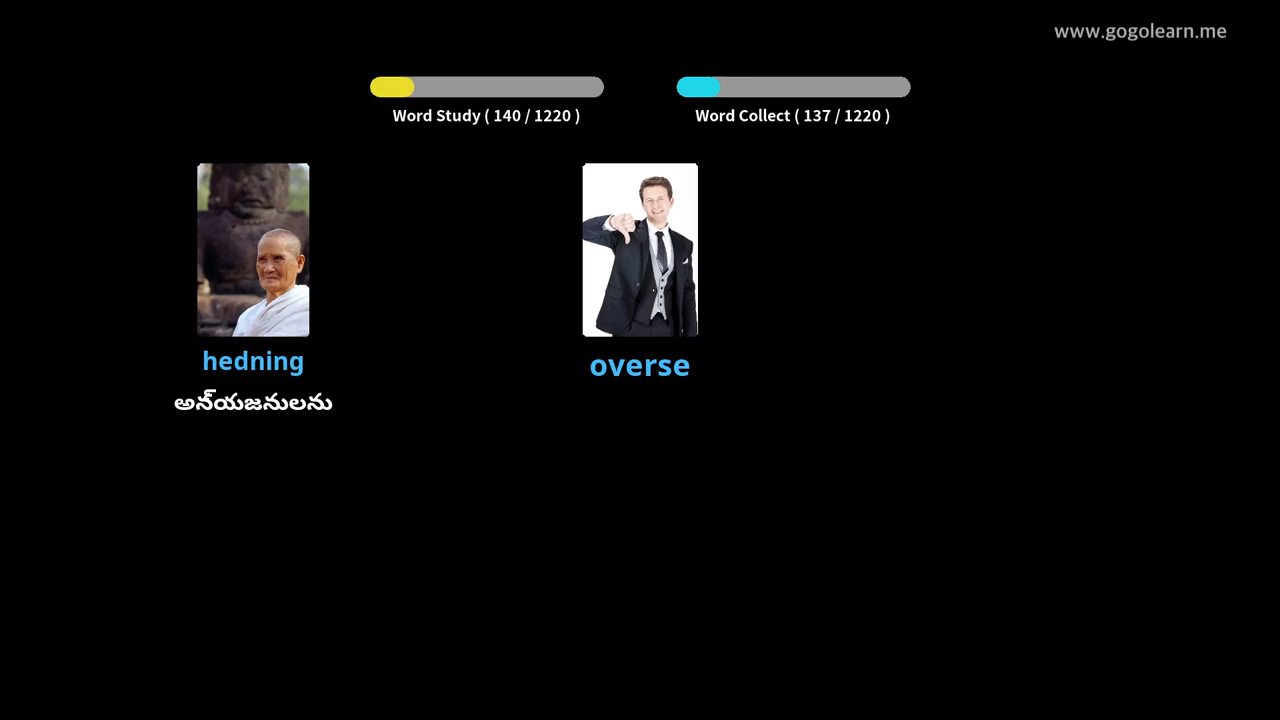 www.gogolearn.me
Word Study ( 140 / 1220 )
Word Collect ( 137 / 1220 )
hedning
అన్యజనులను
overse